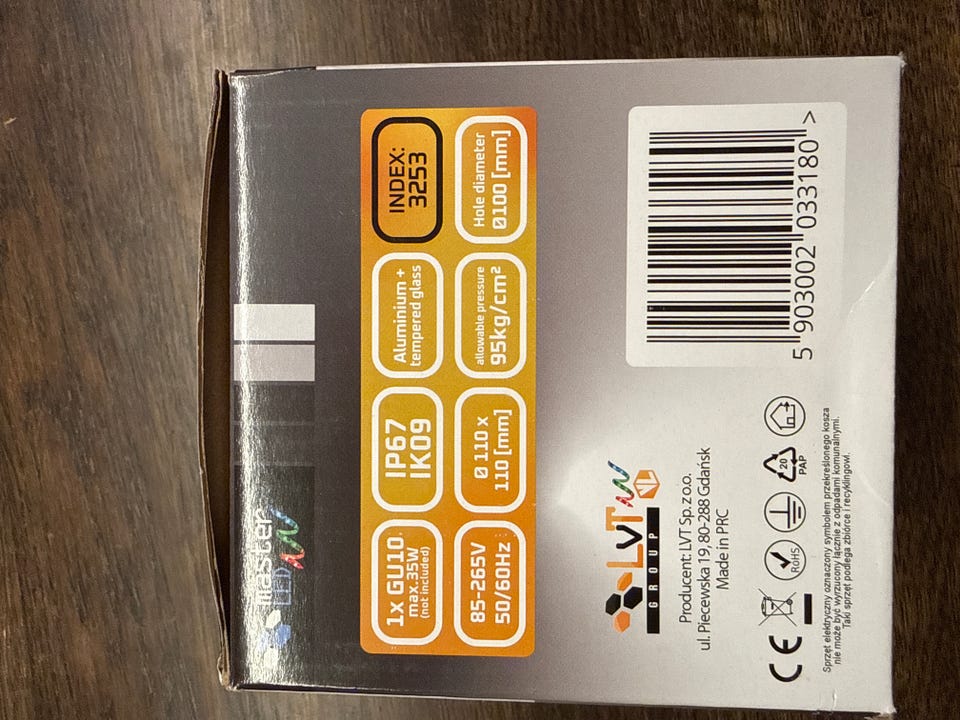 Master
LED
1x GU10
max.35W
(not included)
IP67
IK09
Aluminium +
tempered glass
INDEX:
3253
85-265V
50/60Hz
Ø 110 x
110 [mm]
allowable pressure
95kg/cm²
Hole diameter
Ø100 [mm]
LVT
GROUP
Producent: LVT Sp. z o.o.
ul. Piecewska 19, 80-288 Gdańsk
Made in PRC
CE
RoHS
20
PAP
Sprzęt elektryczny oznaczony symbolem przekreślonego kosza
nie może być wyrzucony łącznie z odpadami komunalnymi.
Taki sprzęt podlega zbiórce i recyklingowi.
5 903002 033180 >